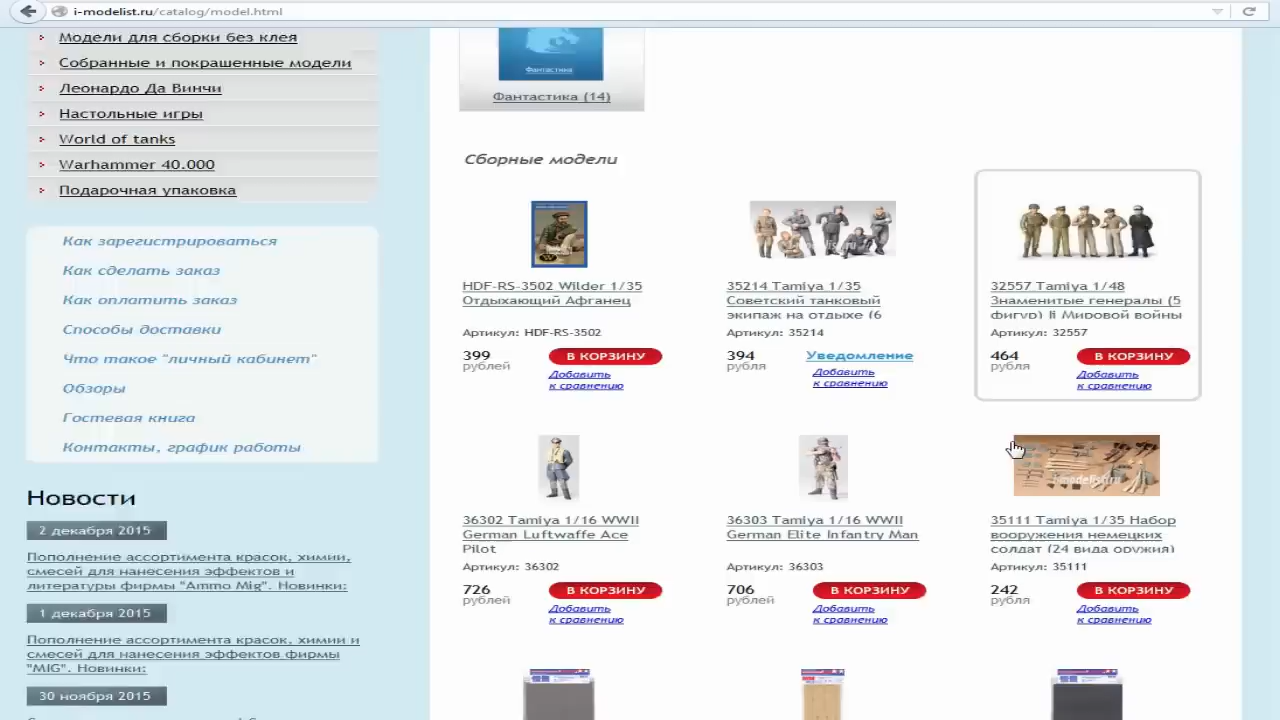 i-modelist.ru/catalog/model.html
Модели для сборки без клея
Собранные и покрашенные модели
Леонардо Да Винчи
Настольные игры
World of tanks
Warhammer 40.000
Подарочная упаковка
Как зарегистрироваться
Как сделать заказ
Как оплатить заказ
Способы доставки
Что такое "личный кабинет"
Обзоры
Гостевая книга
Контакты, график работы
Новости
2 декабря 2015
Пополнение ассортимента красок, химии,
смесей для нанесения эффектов и
литературы фирмы "Ammo Mig". Новинки:
1 декабря 2015
Пополнение ассортимента красок, химии и
смесей для нанесения эффектов фирмы
"MIG". Новинки:
30 ноября 2015
Фантастика
Фантастика (14)
Сборные модели
HDF-RS-3502 Wilder 1/35
Отдыхающий Афганец
Артикул: HDF-RS-3502
399
рублей
В КОРЗИНУ
Добавить
к сравнению
35214 Tamiya 1/35
Советский танковый
экипаж на отдыхе (6
Артикул: 35214
394
рубля
Уведомление
Добавить
к сравнению
32557 Tamiya 1/48
Знаменитые генералы (5
фигур) II Мировой войны
Артикул: 32557
464
рубля
В КОРЗИНУ
Добавить
к сравнению
36302 Tamiya 1/16 WWII
German Luftwaffe Ace
Pilot
Артикул: 36302
726
рублей
В КОРЗИНУ
Добавить
к сравнению
36303 Tamiya 1/16 WWII
German Elite Infantry Man
Артикул: 36303
706
рублей
В КОРЗИНУ
Добавить
к сравнению
i-modelist.ru
35111 Tamiya 1/35 Набор
вооружения немецких
солдат (24 вида оружия)
Артикул: 35111
242
рубля
В КОРЗИНУ
Добавить
к сравнению